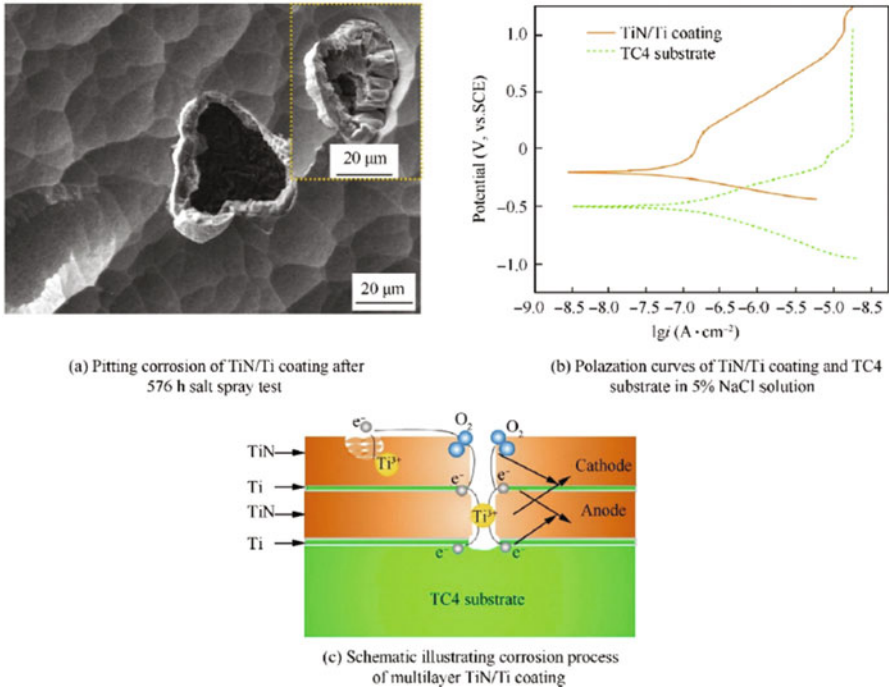 20 μm
20 μm
(a) Pitting corrosion of TiN/Ti coating after
576 h salt spray test
TiN/Ti coating
TC4 substrate
Potential (V, vs.SCE)
1.0
0.5
0
−0.5
−1.0
−9.0 −8.5 −8.0 −7.5 −7.0 −6.5 −6.0 −5.5 −5.0 −4.5
lgi (A·cm⁻²)
(b) Polazation curves of TiN/Ti coating and TC4
substrate in 5% NaCl solution
e⁻ O₂ O₂
TiN Ti³⁺ Cathode
Ti e⁻ e⁻
TiN Ti³⁺ Anode
Ti e⁻ e⁻
TC4 substrate
(c) Schematic illustrating corrosion process
of multilayer TiN/Ti coating